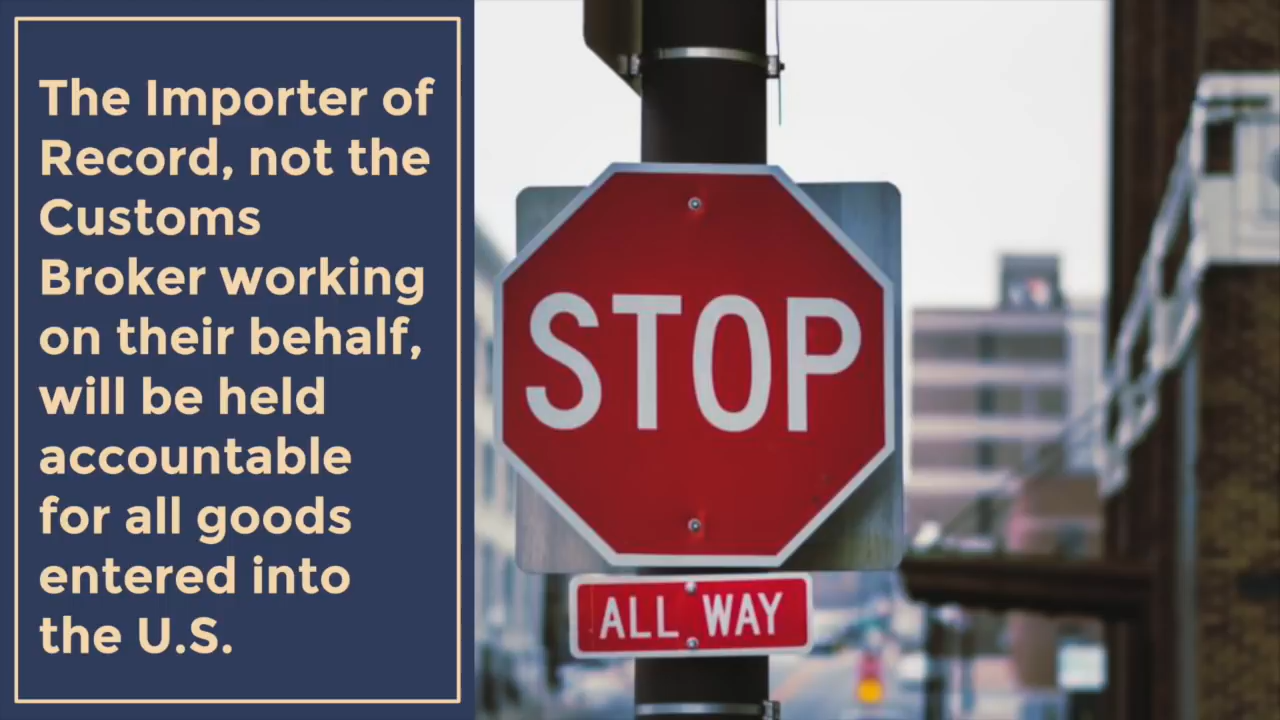 The Importer of
Record, not the
Customs
Broker working
on their behalf,
will be held
accountable
for all goods
entered into
the U.S.
STOP
ALL WAY